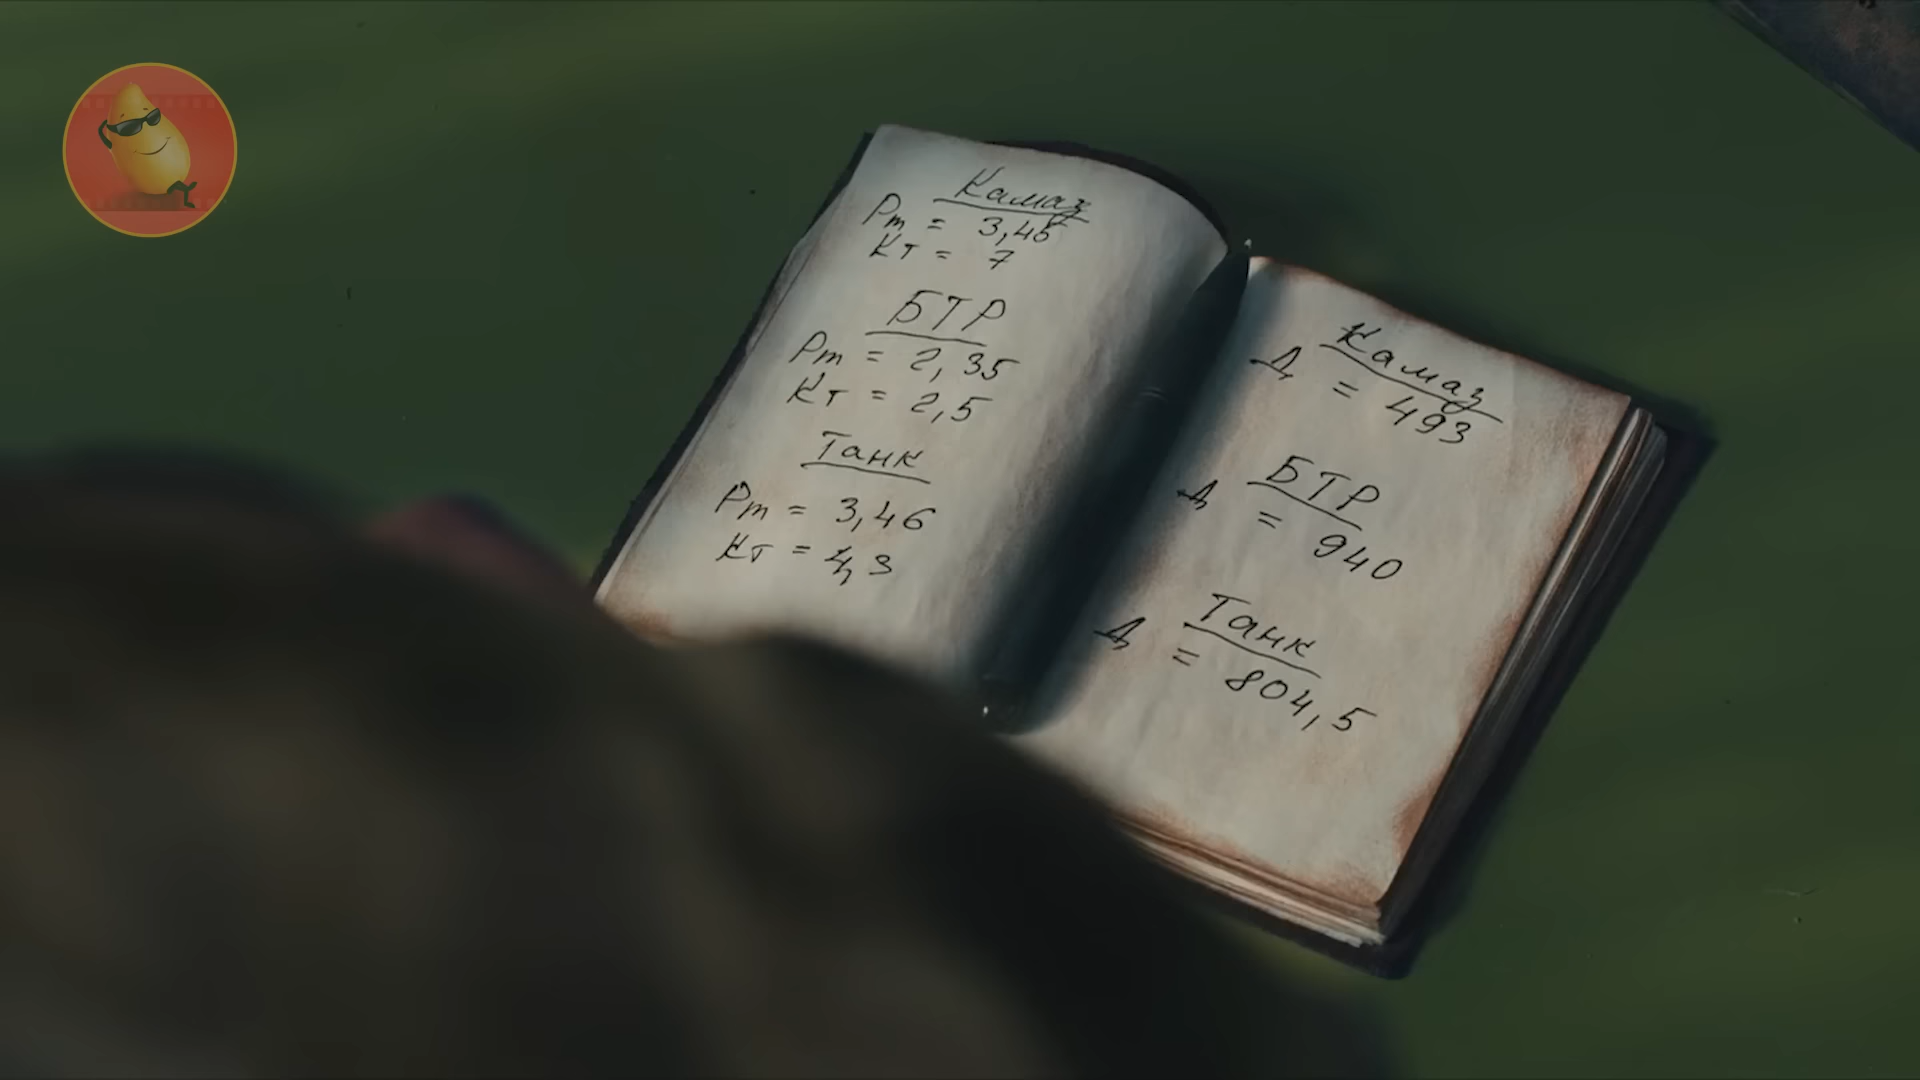 Камаз
Рт = 3,46
Кт = 7
БТР
Рт = 2,35
Кт = 2,5
Танк
Рт = 3,46
Кт = 4,3
Камаз
Д = 493
БТР
Д = 940
Танк
Д = 804,5